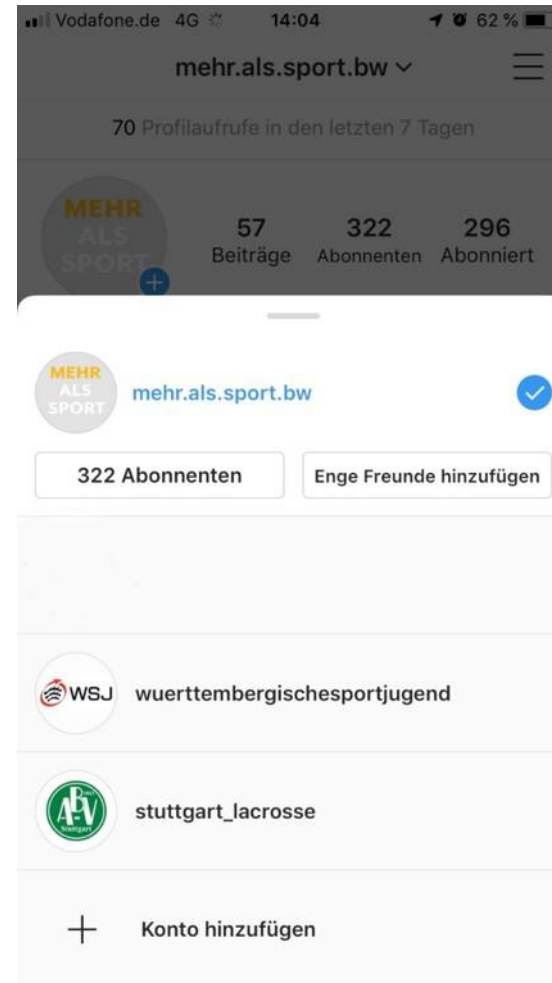 Vodafone.de 4G 14:04 62 %
mehr.als.sport.bw
70 Profilaufrufe in den letzten 7 Tagen
MEHR
ALS
SPORT
57 322 296
Beiträge Abonnenten Abonniert
MEHR
ALS
SPORT
mehr.als.sport.bw
322 Abonnenten Enge Freunde hinzufügen
WSJ wuerttembergischesportjugend
ABV
Stuttgart
stuttgart_lacrosse
Konto hinzufügen